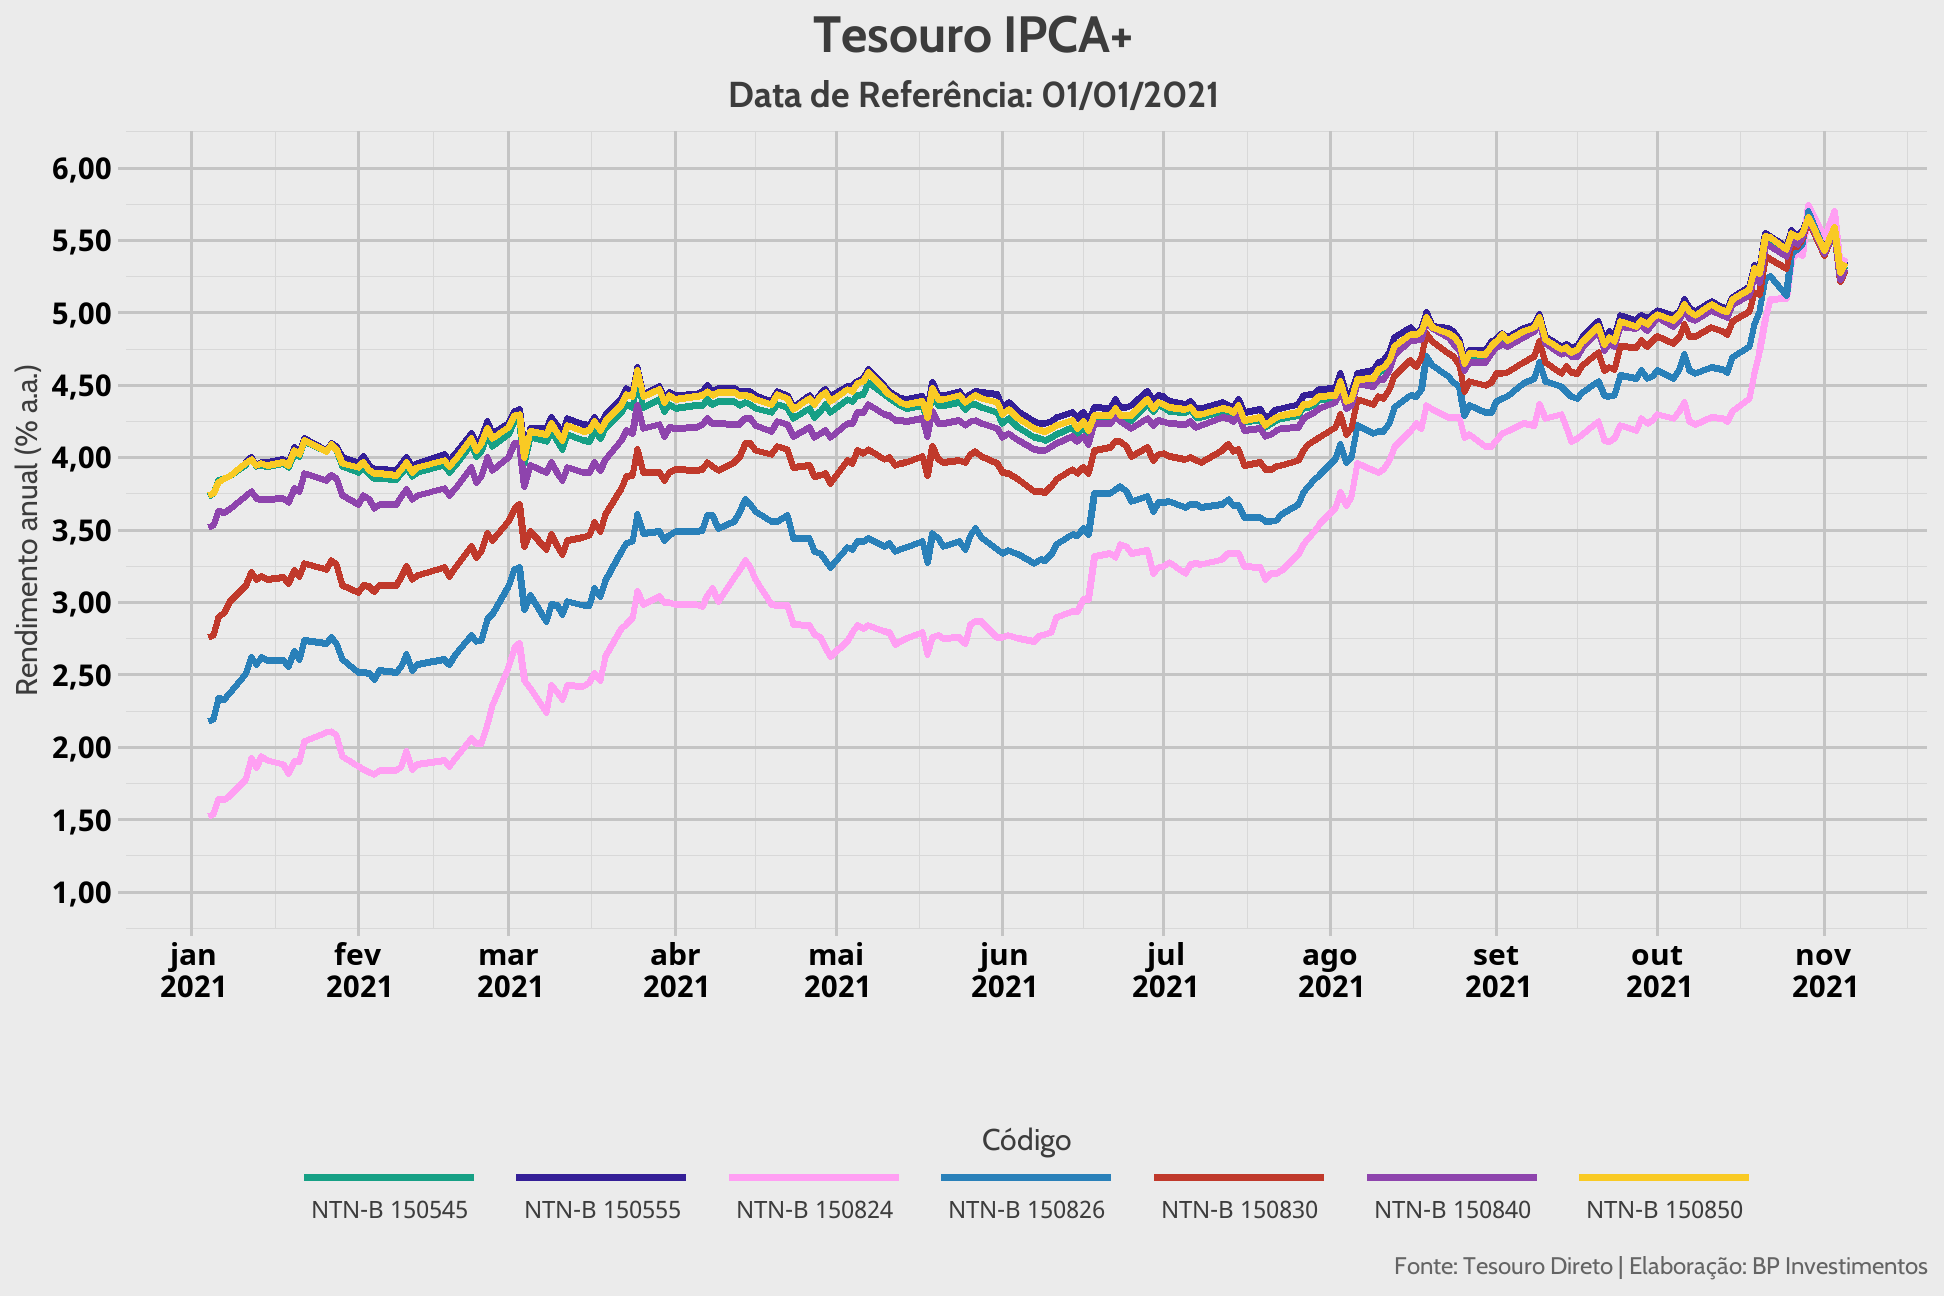 Tesouro IPCA+
Data de Referência: 01/01/2021
Rendimento anual (% a.a.)
6,00
5,50
5,00
4,50
4,00
3,50
3,00
2,50
2,00
1,50
1,00
jan fev mar abr mai jun jul ago set out nov
2021 2021 2021 2021 2021 2021 2021 2021 2021 2021 2021
Código
NTN-B 150545 NTN-B 150555 NTN-B 150824 NTN-B 150826 NTN-B 150830 NTN-B 150840 NTN-B 150850
Fonte: Tesouro Direto | Elaboração: BP Investimentos